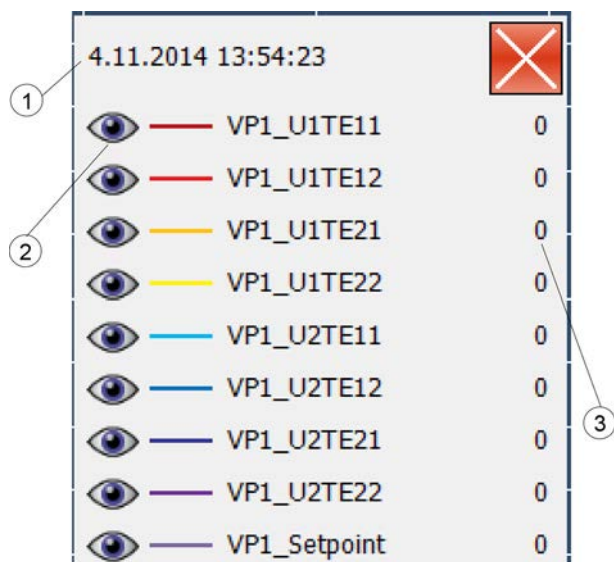 4.11.2014 13:54:23
1
VP1_U1TE11 0
VP1_U1TE12 0
2
VP1_U1TE21 0
VP1_U1TE22 0
VP1_U2TE11 0
VP1_U2TE12 0
3
VP1_U2TE21 0
VP1_U2TE22 0
VP1_Setpoint 0